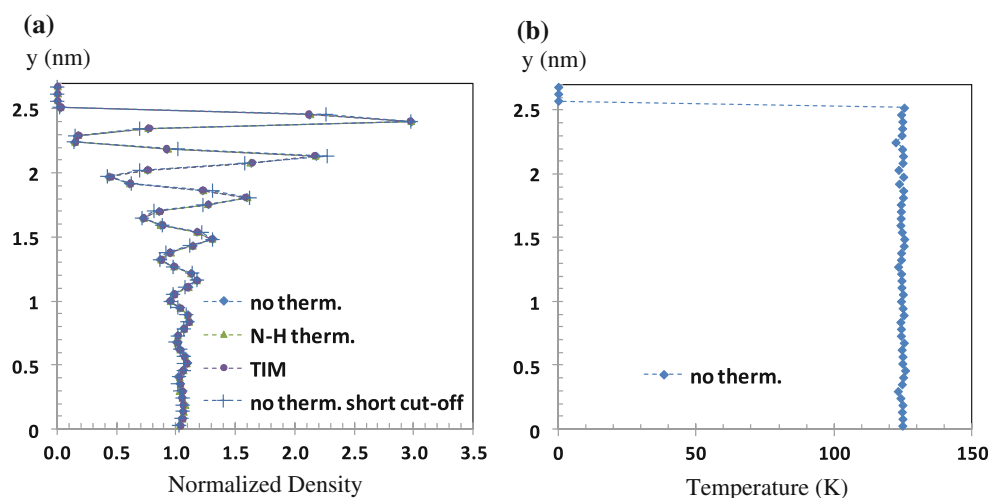 (a)
y (nm)
2.5
2
1.5
1
0.5
0
0.0 0.5 1.0 1.5 2.0 2.5 3.0 3.5
Normalized Density
no therm.
N-H therm.
TIM
no therm. short cut-off
(b)
y (nm)
2.5
2
1.5
1
0.5
0
0 50 100 150
Temperature (K)
no therm.